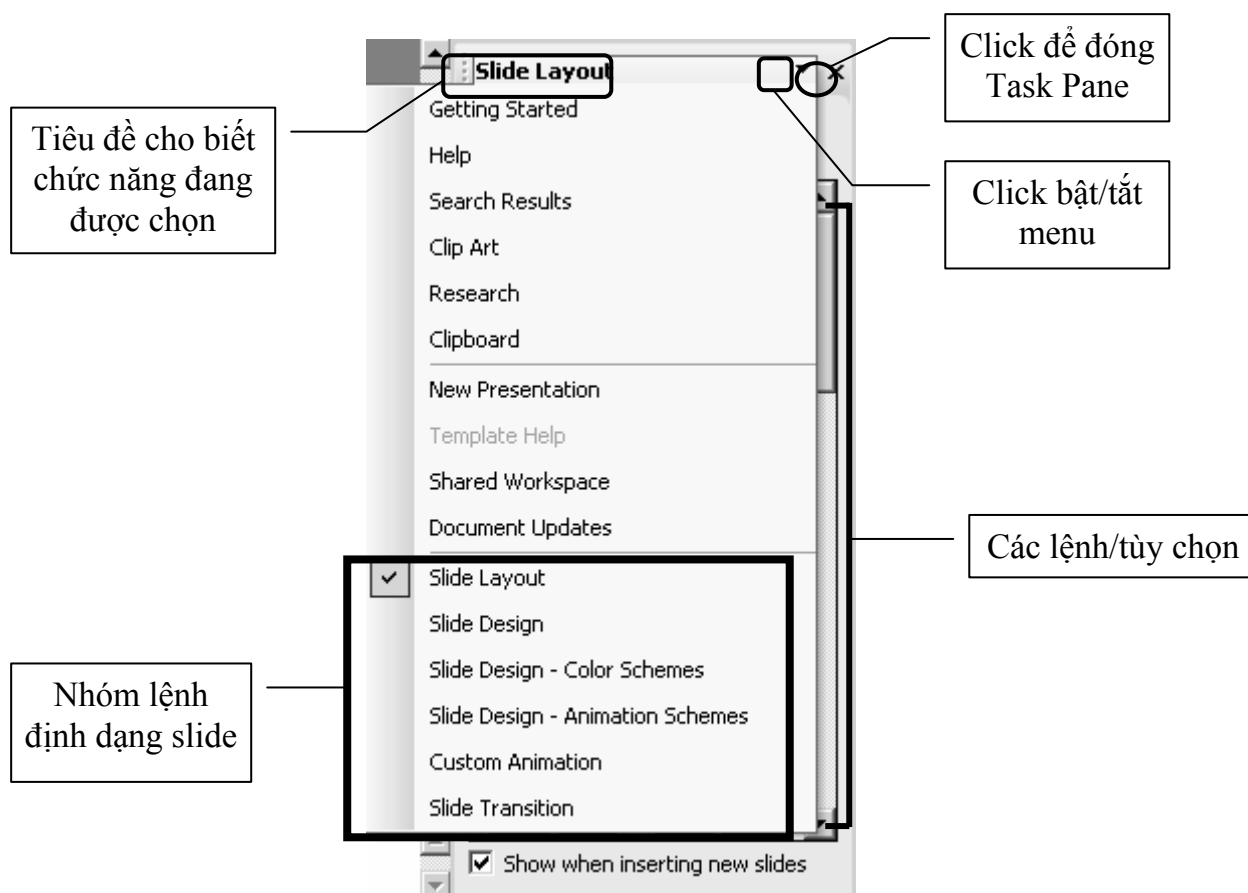 Click để đóng
Task Pane
Slide Layout
Tiêu đề cho biết
chức năng đang
được chọn
Getting Started
Help
Search Results
Clip Art
Research
Clipboard
Click bật/tắt
menu
New Presentation
Template Help
Shared Workspace
Document Updates
Các lệnh/tùy chọn
Slide Layout
Slide Design
Slide Design - Color Schemes
Slide Design - Animation Schemes
Custom Animation
Slide Transition
Nhóm lệnh
định dạng slide
Show when inserting new slides